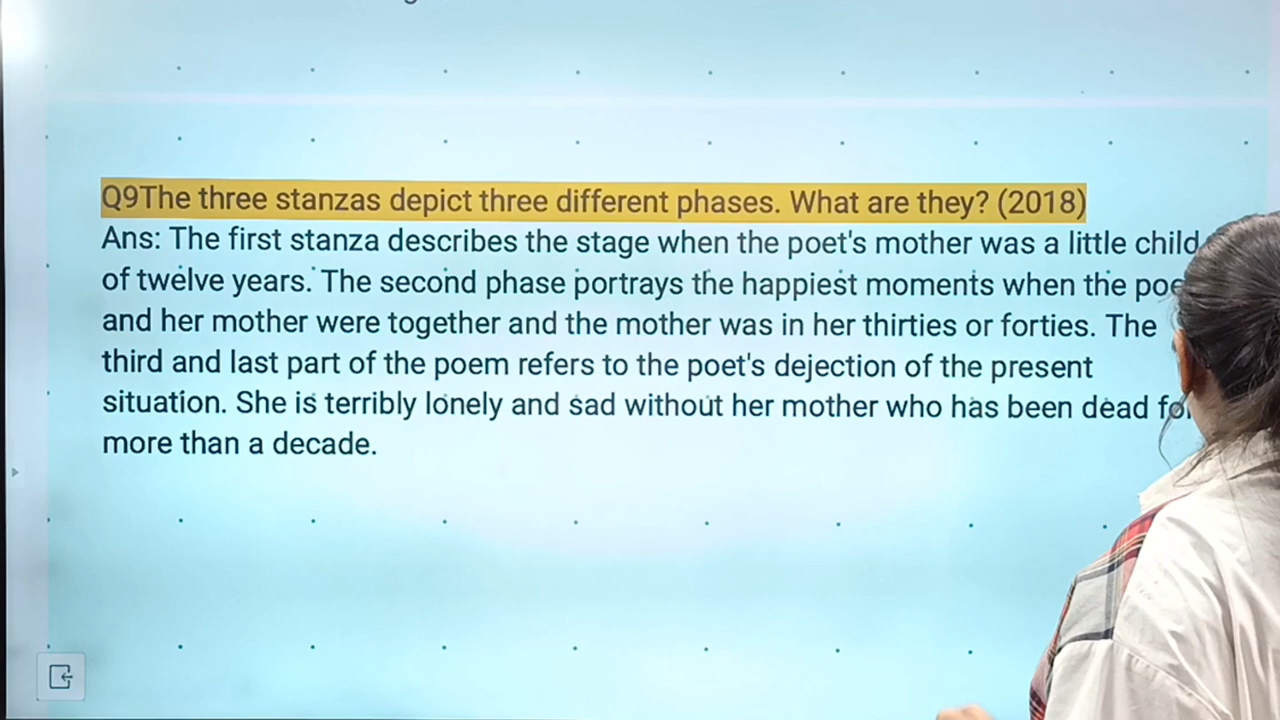 Q9The three stanzas depict three different phases. What are they? (2018)
Ans: The first stanza describes the stage when the poet's mother was a little child
of twelve years. The second phase portrays the happiest moments when the
and her mother were together and the mother was in her thirties or forties. The
third and last part of the poem refers to the poet's dejection of the present
situation. She is terribly lonely and sad without her mother who has been dead
more than a decade.